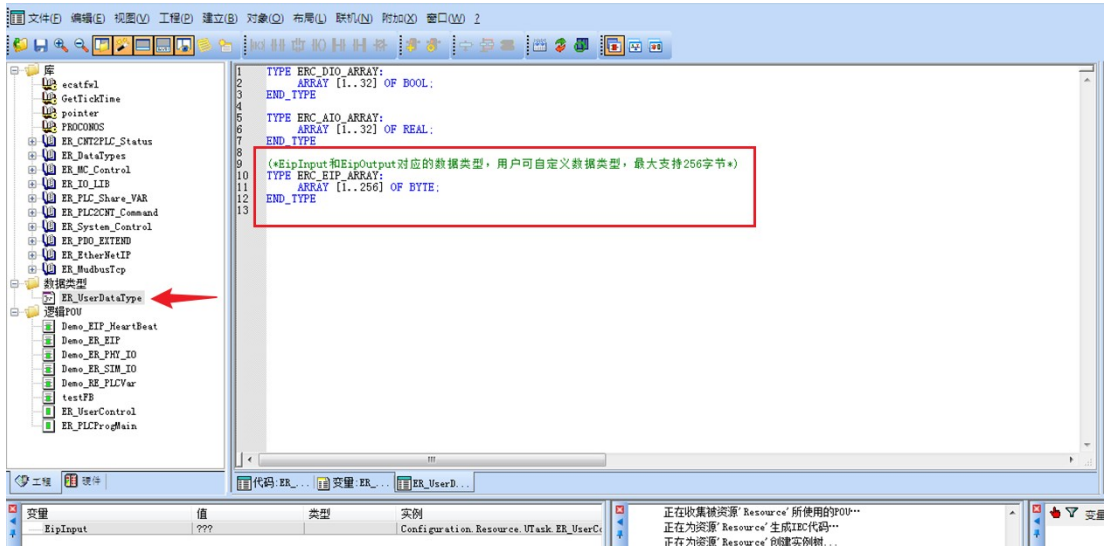 文件(F) 编辑(E) 视图(V) 工程(P) 建立(B) 对象(O) 布局(L) 联机(N) 附加(X) 窗口(W) ?
库
ecatfwl
GetTickTime
pointer
PROCONOS
ER_CNT2PLC_Status
ER_DataTypes
ER_MC_Control
ER_IO_LIB
ER_PLC_Share_VAR
ER_PLC2CNT_Command
ER_System_Control
ER_PDO_EXTEND
ER_EtherNetIP
ER_MudbusTcp
数据类型
ER_UserDataType
逻辑POU
Demo_EIP_HeartBeat
Demo_ER_EIP
Demo_ER_PHY_IO
Demo_ER_SIM_IO
Demo_RE_PLCVar
testFB
ER_UserControl
ER_PLCProgMain
工程 硬件
1 TYPE ERC_DIO_ARRAY:
2 ARRAY [1..32] OF BOOL;
3 END_TYPE
4
5 TYPE ERC_AIO_ARRAY:
6 ARRAY [1..32] OF REAL;
7 END_TYPE
8
9 (*EipInput和EipOutput对应的数据类型，用户可自定义数据类型，最大支持256字节*)
10 TYPE ERC_EIP_ARRAY:
11 ARRAY [1..256] OF BYTE;
12 END_TYPE
13
代码:ER_... 变量:ER_... ER_UserD...
变量 值 类型 实例
EipInput ??? Configuration.Resource.UTask.ER_UserCo
正在收集被资源'Resource'所使用的POU…
正在为资源'Resource'生成IEC代码…
正在为资源'Resource'创建实例树...
变量